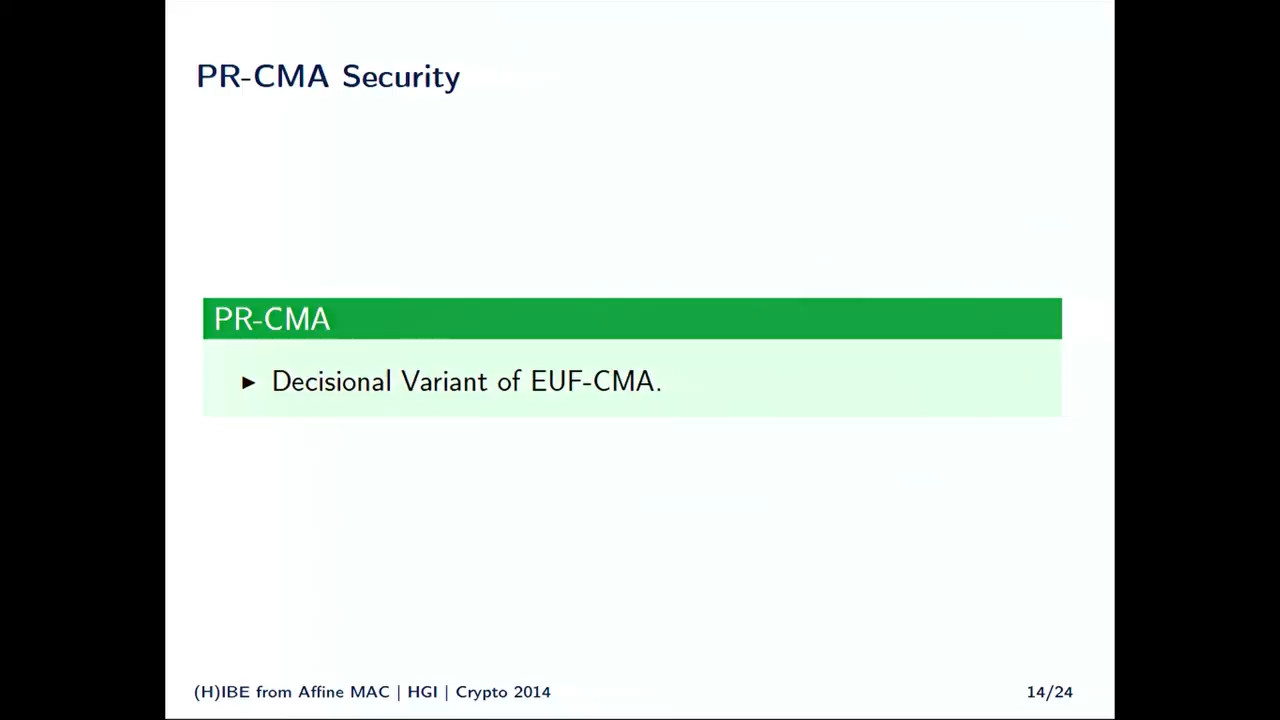 PR-CMA Security
PR-CMA
▶ Decisional Variant of EUF-CMA.
(H)IBE from Affine MAC | HGI | Crypto 2014
14/24